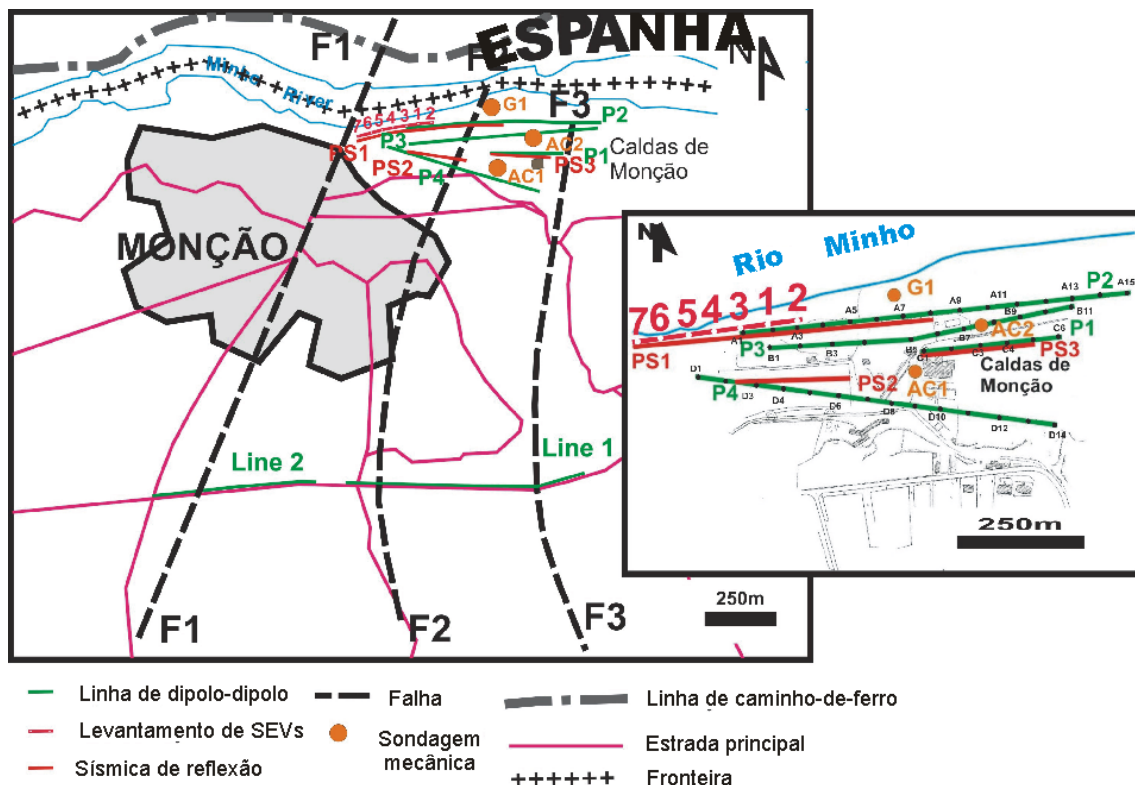 ESPANHA
N
F1
F2
F3
Minho River
7 6 5 4 3 1 2
G1
P2
P3
AC2
P1
Caldas de
Monção
PS1
PS2
PS3
P4
AC1
MONÇÃO
Line 2
Line 1
F1
F2
F3
250m
N
Rio Minho
G1
A5
A7
A9
A11
A13
A15
P2
7 6 5 4 3 1 2
A3
B9
B11
AC2
B7
C6
P1
PS1
P3
B1
B3
B5
C1
C3
C4
PS3
Caldas de
Monção
D1
P4
PS2
AC1
D3
D4
D6
D8
D10
D12
D14
250m
Linha de dipolo-dipolo
Falha
Linha de caminho-de-ferro
Levantamento de SEVs
Sondagem
mecânica
Estrada principal
Sísmica de reflexão
Fronteira